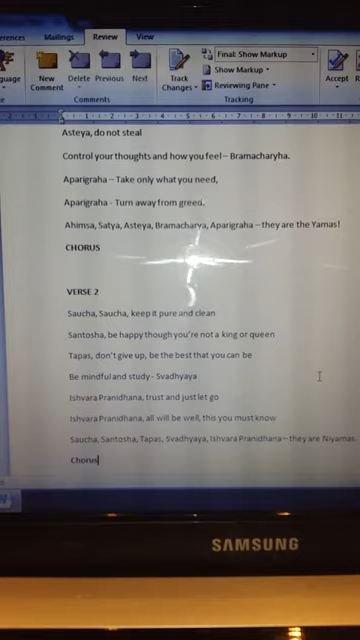 erences Mailings Review View
guage New Comment Delete Previous Next Track Changes Final: Show Markup Show Markup Reviewing Pane Accept R
Comments Tracking
Asteya, do not steal
Control your thoughts and how you feel – Bramacharyha.
Aparigraha – Take only what you need,
Aparigraha - Turn away from greed.
Ahimsa, Satya, Asteya, Bramacharya, Aparigraha – they are the Yamas!
CHORUS
VERSE 2
Saucha, Saucha, keep it pure and clean
Santosha, be happy though you're not a king or queen
Tapas, don't give up, be the best that you can be
Be mindful and study - Svadhyaya
Ishvara Pranidhana, trust and just let go
Ishvara Pranidhana, all will be well, this you must know
Saucha, Santosha, Tapas, Svadhyaya, Ishvara Pranidhana – they are Niyamas.
Chorus
SAMSUNG